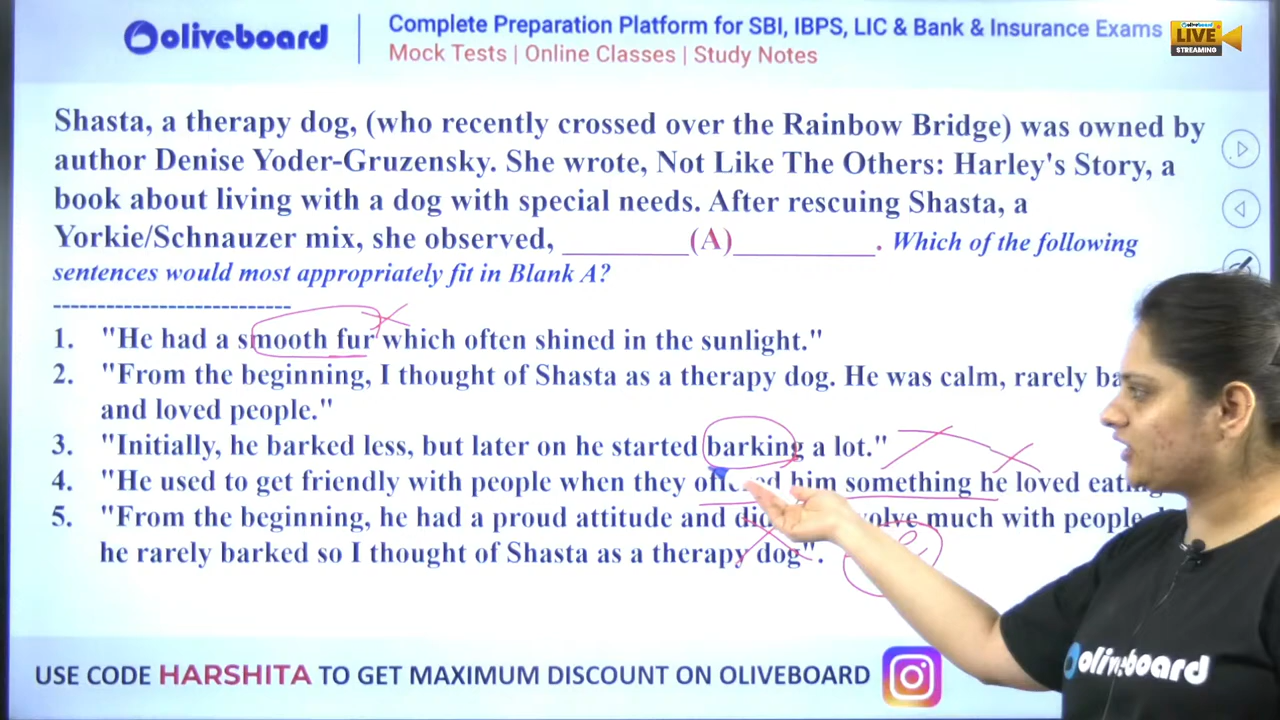 oliveboard
Complete Preparation Platform for SBI, IBPS, LIC & Bank & Insurance Exams
Mock Tests | Online Classes | Study Notes
oliveboard
LIVE
STREAMING
Shasta, a therapy dog, (who recently crossed over the Rainbow Bridge) was owned by
author Denise Yoder-Gruzensky. She wrote, Not Like The Others: Harley's Story, a
book about living with a dog with special needs. After rescuing Shasta, a
Yorkie/Schnauzer mix, she observed, ________(A)________. Which of the following
sentences would most appropriately fit in Blank A?
---------------------------
1. "He had a smooth fur which often shined in the sunlight."
2. "From the beginning, I thought of Shasta as a therapy dog. He was calm, rarely
and loved people."
3. "Initially, he barked less, but later on he started barking a lot."
4. "He used to get friendly with people when they him something he loved
5. "From the beginning, he had a proud attitude and much with people
he rarely barked so I thought of Shasta as a therapy dog".
USE CODE HARSHITA TO GET MAXIMUM DISCOUNT ON OLIVEBOARD
oliveboard